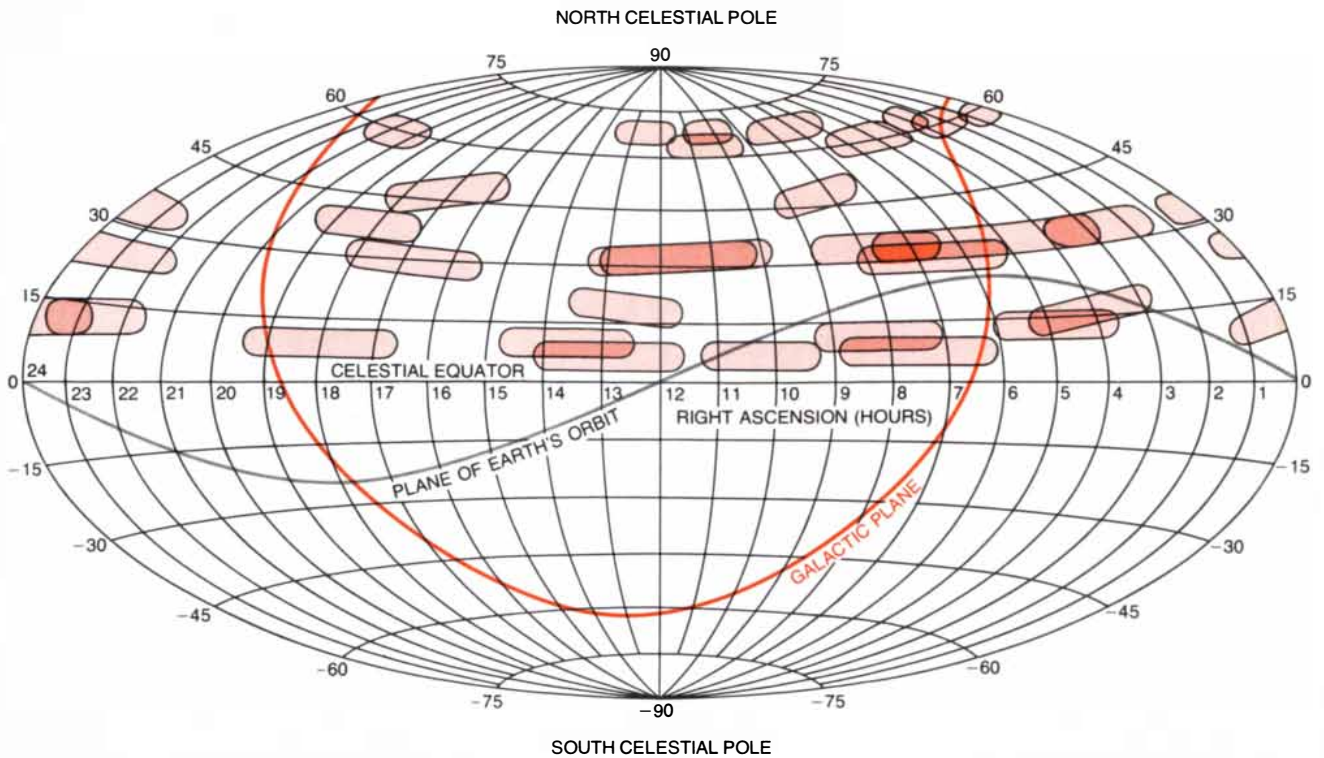 NORTH CELESTIAL POLE
90
75 75
60 60
45 45
30 30
15 15
CELESTIAL EQUATOR
0 24 23 22 21 20 19 18 17 16 15 14 13 12 11 10 9 8 7 6 5 4 3 2 1 0
RIGHT ASCENSION (HOURS)
PLANE OF EARTH'S ORBIT
GALACTIC PLANE
−15 −15
−30 −30
−45 −45
−60 −60
−75 −75
−90
SOUTH CELESTIAL POLE